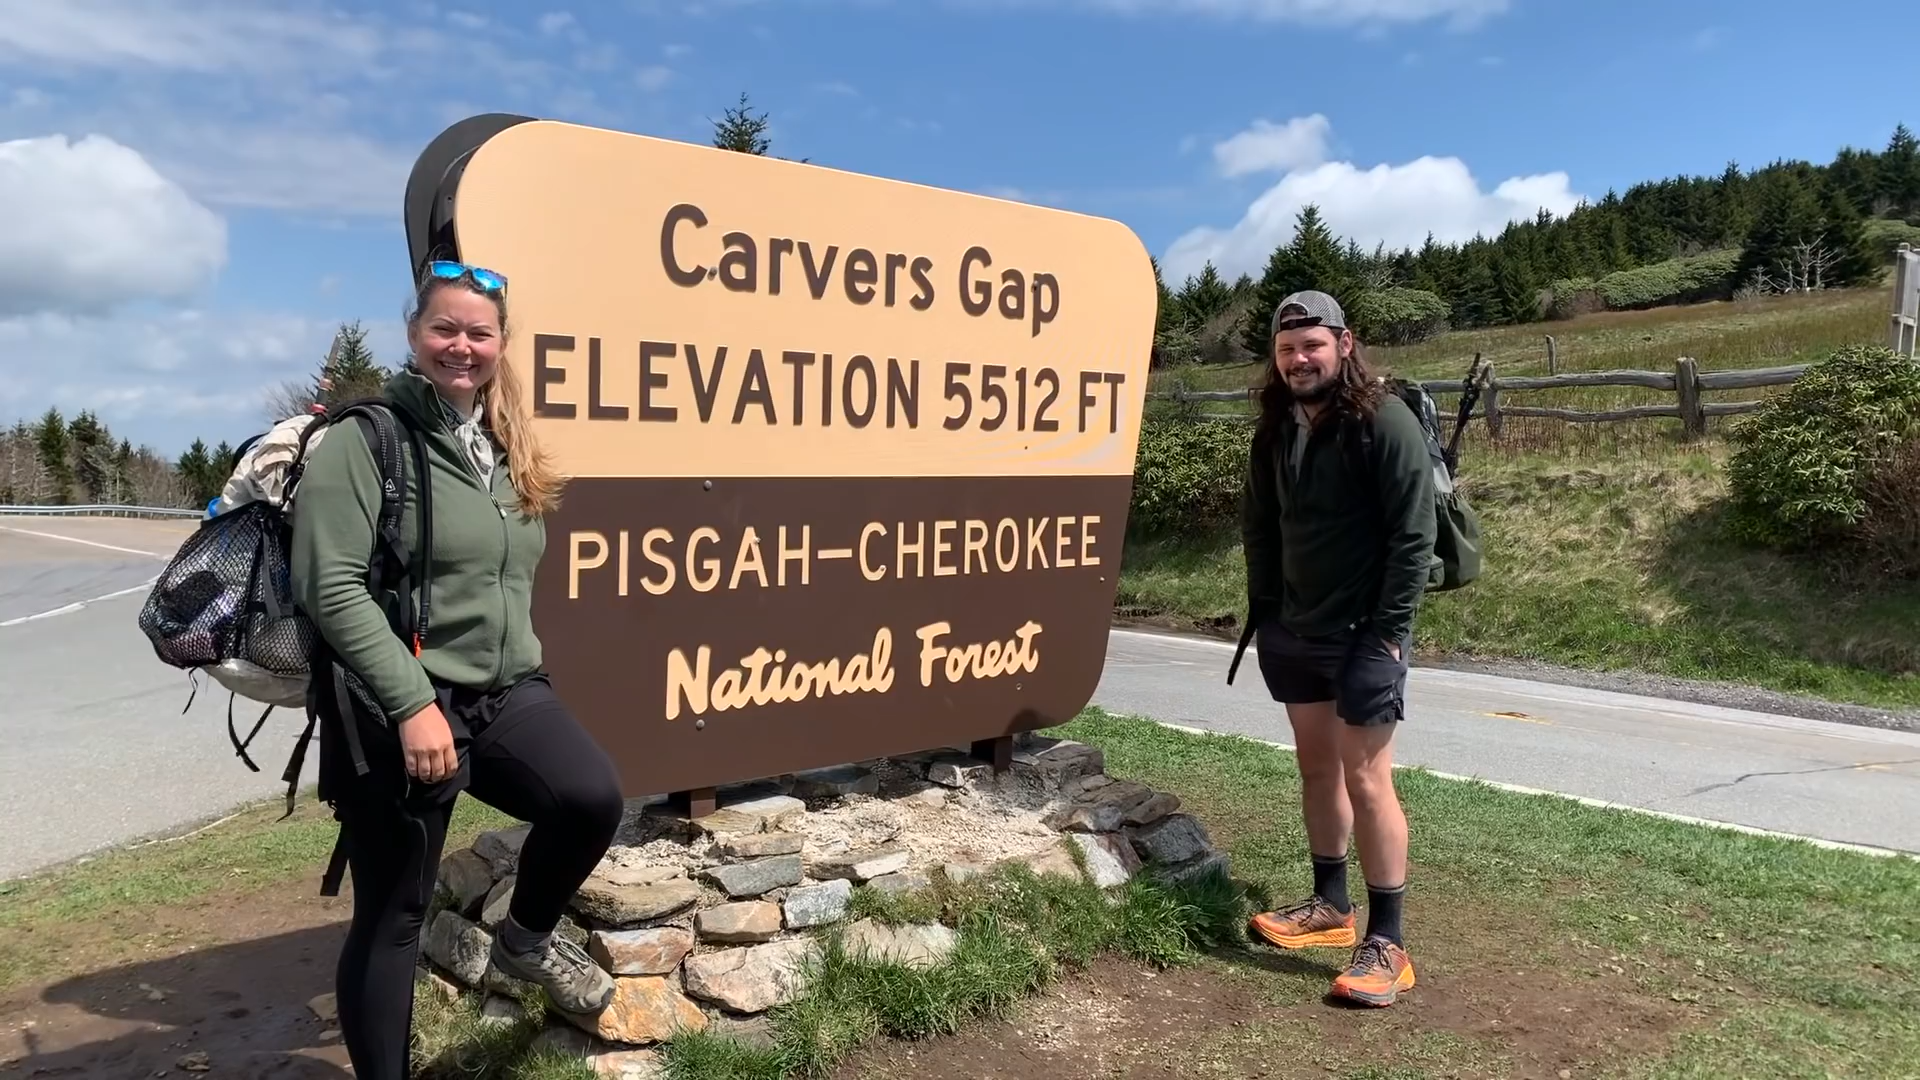 Carvers Gap
ELEVATION 5512 FT
PISGAH–CHEROKEE
National Forest